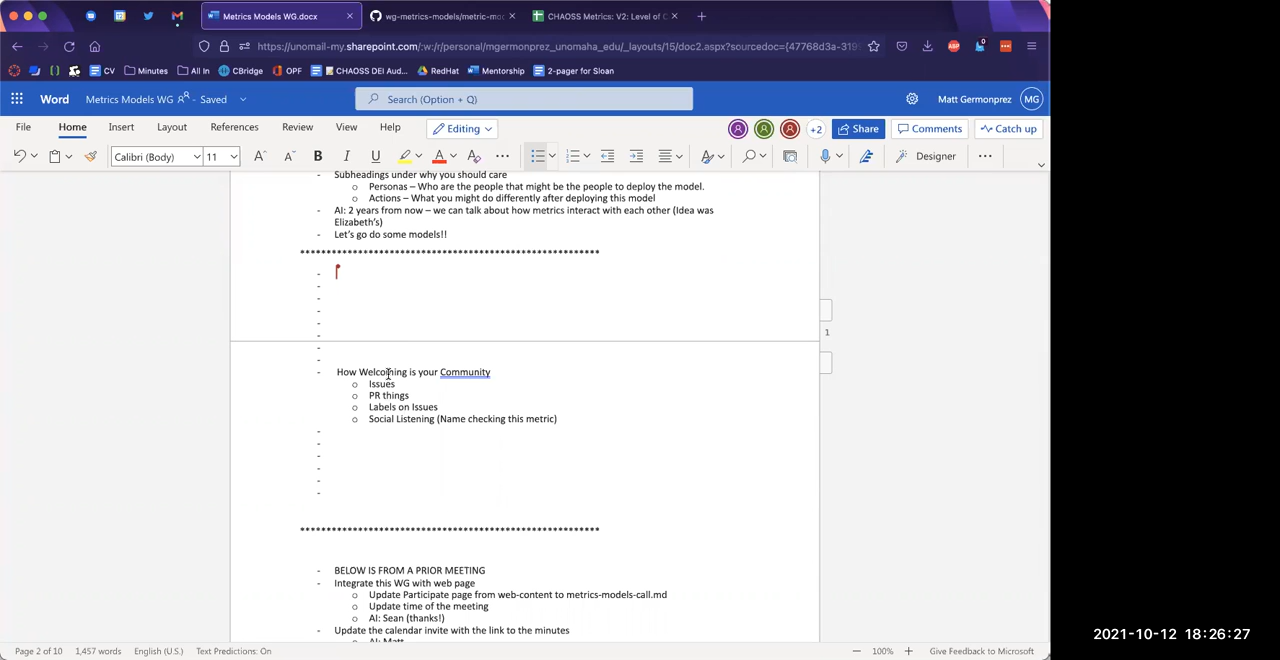 Metrics Models WG.docx ×
wg-metrics-models/metric-mo ×
CHAOSS Metrics: V2: Level of C ×
https://unomail-my.sharepoint.com/:w:/r/personal/mgermonprez_unomaha_edu/_layouts/15/doc2.aspx?sourcedoc={47768d3a-319
CV Minutes All In CBridge OPF CHAOSS DEI Aud... RedHat Mentorship 2-pager for Sloan
Word Metrics Models WG - Saved Search (Option + Q) Matt Germonprez MG
File Home Insert Layout References Review View Help Editing +2 Share Comments Catch up
Calibri (Body) 11 B I U A Designer
- Subheadings under why you should care
o Personas – Who are the people that might be the people to deploy the model.
o Actions – What you might do differently after deploying this model
- AI: 2 years from now – we can talk about how metrics interact with each other (Idea was
Elizabeth's)
- Let's go do some models!!
*********************************************************
-
-
-
-
-
-
1
-
-
- How Welcoming is your Community
o Issues
o PR things
o Labels on Issues
o Social Listening (Name checking this metric)
-
-
-
-
-
-
*********************************************************
- BELOW IS FROM A PRIOR MEETING
- Integrate this WG with web page
o Update Participate page from web-content to metrics-models-call.md
o Update time of the meeting
o AI: Sean (thanks!)
- Update the calendar invite with the link to the minutes
o AI: Matt
Page 2 of 10 1,457 words English (U.S.) Text Predictions: On 100% Give Feedback to Microsoft
2021-10-12 18:26:27